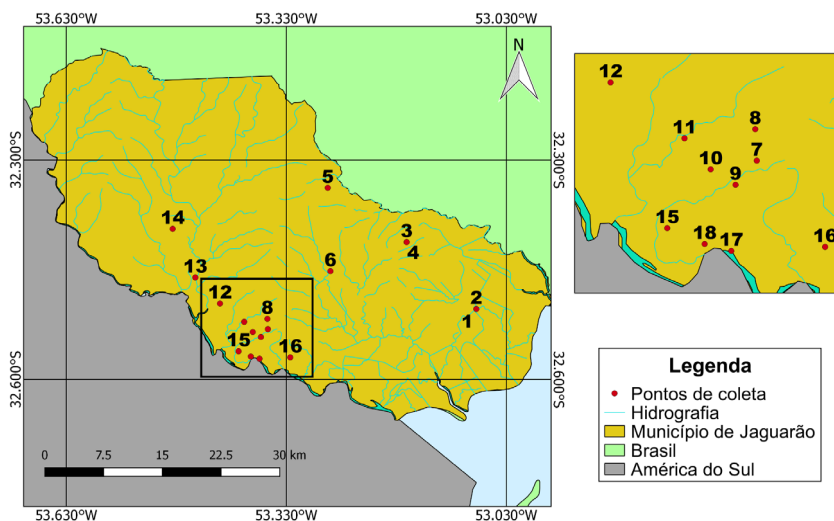 53.630°W 53.330°W 53.030°W
N
32.300°S 32.300°S
5
14
3
4
6
13
12
2
1
8
15
16
32.600°S 32.600°S
0 7.5 15 22.5 30 km
53.630°W 53.330°W 53.030°W
12
8
11
7
10
9
15
18
17
16
Legenda
Pontos de coleta
Hidrografia
Município de Jaguarão
Brasil
América do Sul